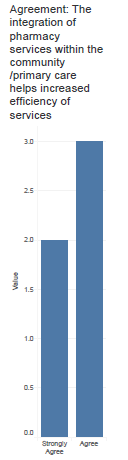 Agreement: The
integration of
pharmacy
services within the
community
/primary care
helps increased
efficiency of
services
3.0
2.5
2.0
1.5
1.0
0.5
0.0
Value
Strongly
Agree
Agree